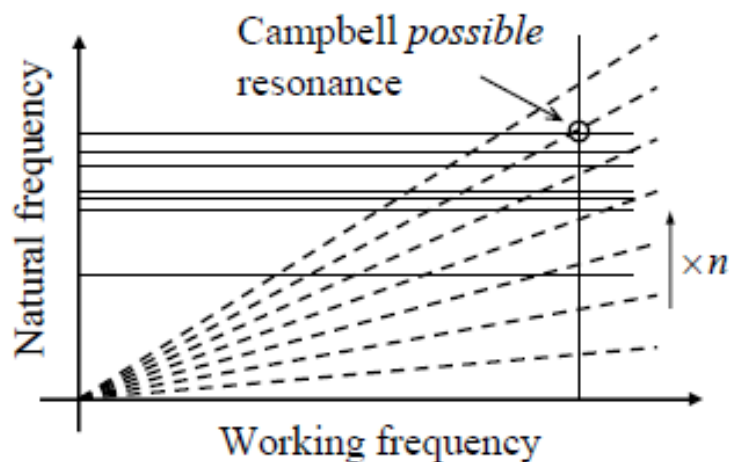 Campbell possible
resonance
Natural frequency
×n
Working frequency